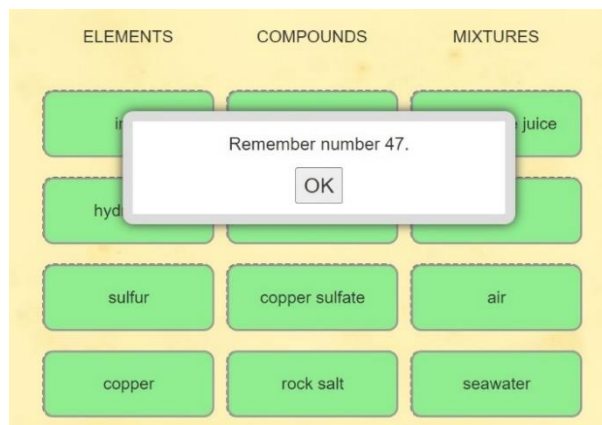 ELEMENTS COMPOUNDS MIXTURES
juice
Remember number 47.
OK
sulfur copper sulfate air
copper rock salt seawater